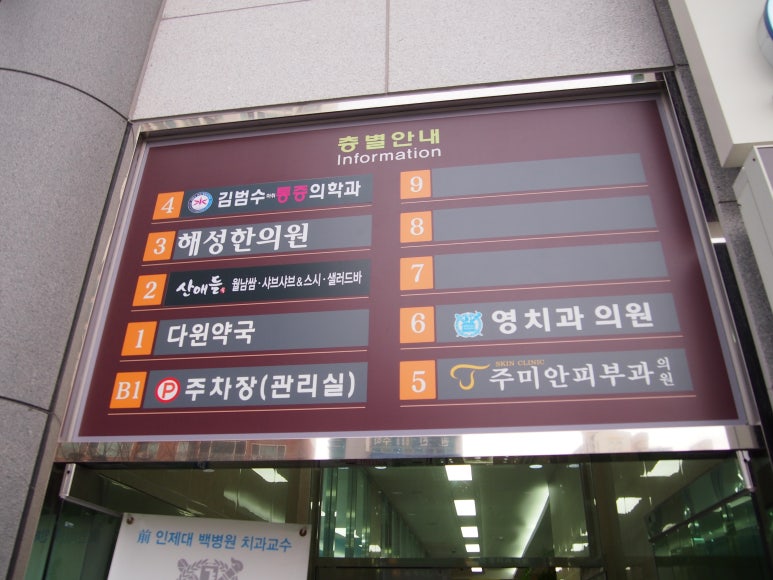 층별안내
Information
4 김범수마취통증의학과
3 해성한의원
2 산애들 월남쌈·샤브샤브&스시·샐러드바
1 다원약국
B1 P 주차장(관리실)
9
8
7
6 영치과 의원
SKIN CLINIC
5 주미안피부과의원
前 인제대 백병원 치과교수